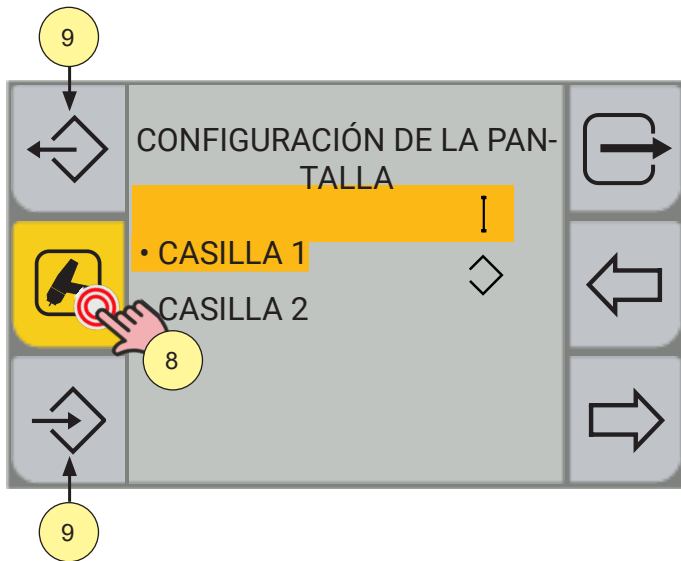 9
CONFIGURACIÓN DE LA PAN-
TALLA
• CASILLA 1
CASILLA 2
8
9